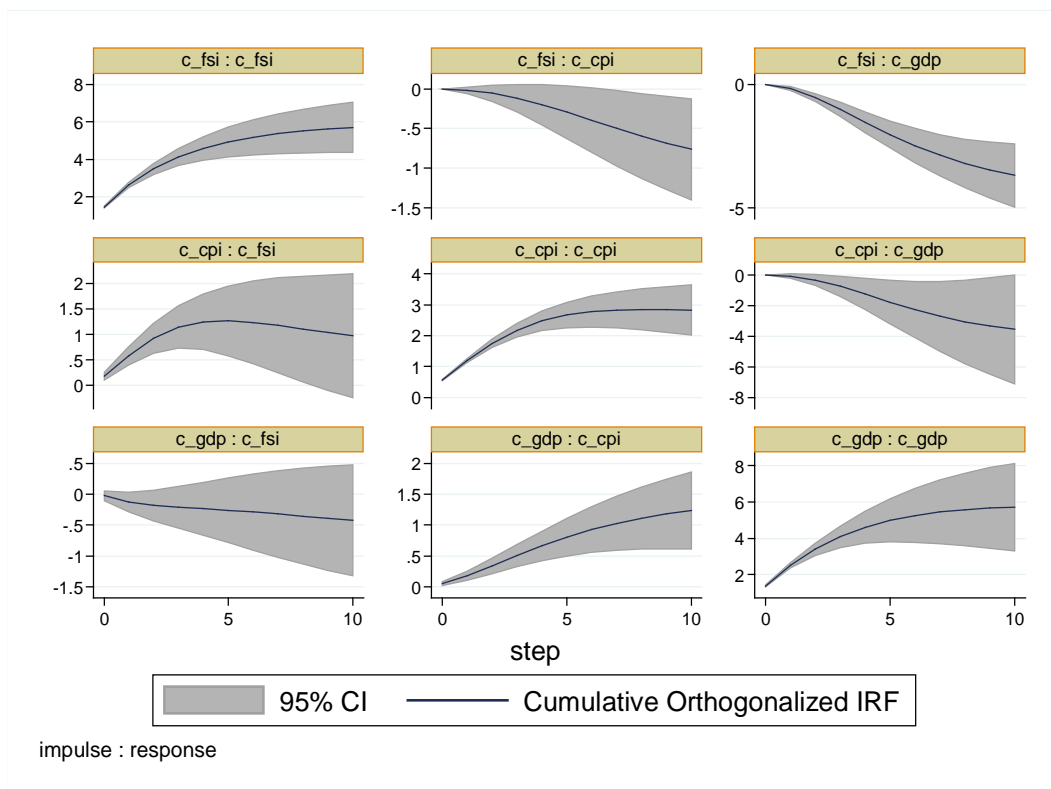 c_fsi : c_fsi c_fsi : c_cpi c_fsi : c_gdp
8 0 0
6 -.5
4 -1
2 -1.5 -5
c_cpi : c_fsi c_cpi : c_cpi c_cpi : c_gdp
2 4 0
1.5 3 -2
1 2 -4
.5 1 -6
0 0 -8
c_gdp : c_fsi c_gdp : c_cpi c_gdp : c_gdp
.5 2 8
0 1.5 6
-.5 1 4
-1 .5 2
-1.5 0
0 5 10 0 5 10 0 5 10
step
95% CI Cumulative Orthogonalized IRF
impulse : response